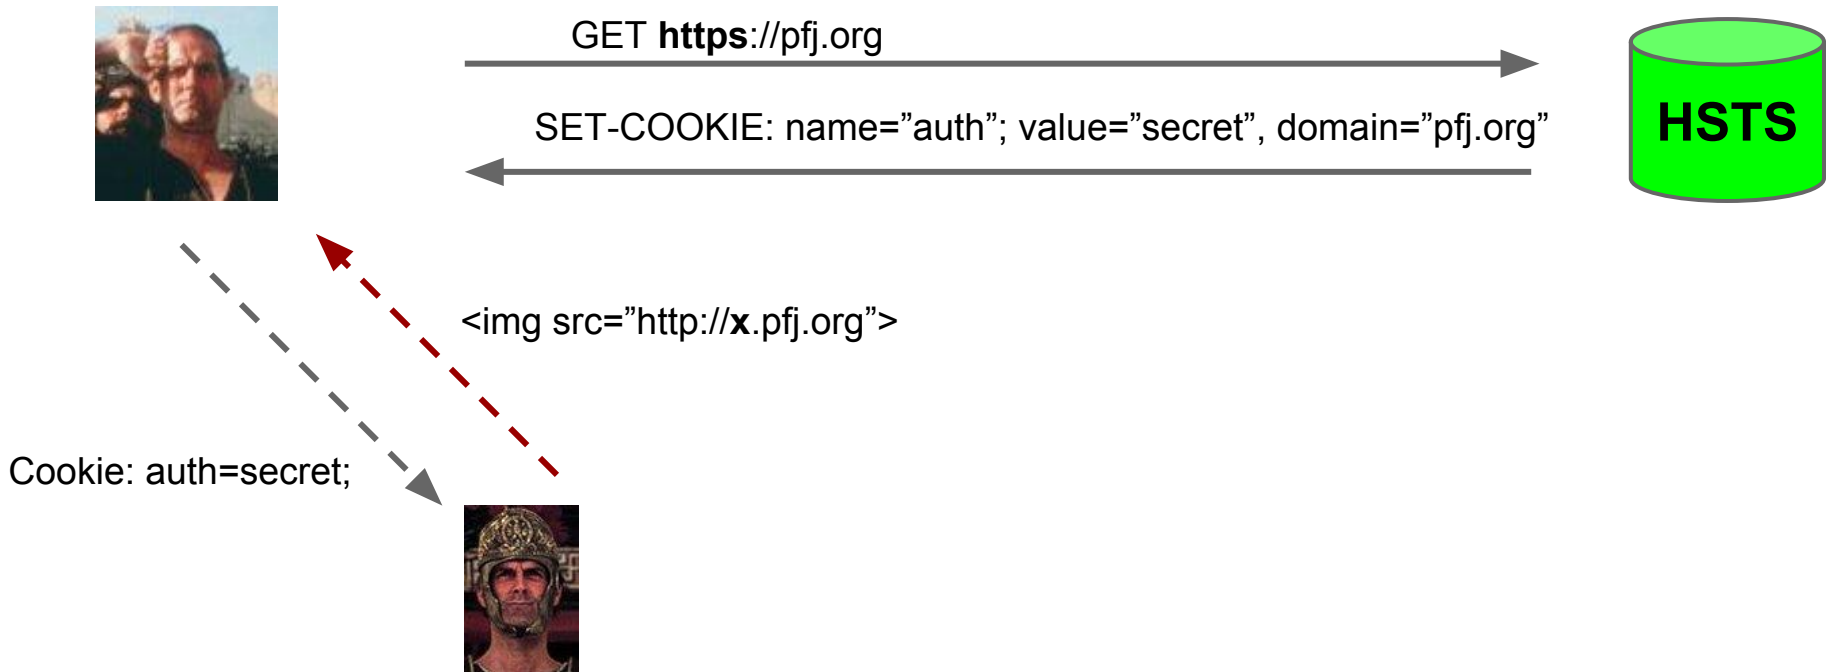 GET https://pfj.org
SET-COOKIE: name=”auth”; value=”secret”, domain=”pfj.org”
HSTS
<img src=”http://x.pfj.org”>
Cookie: auth=secret;